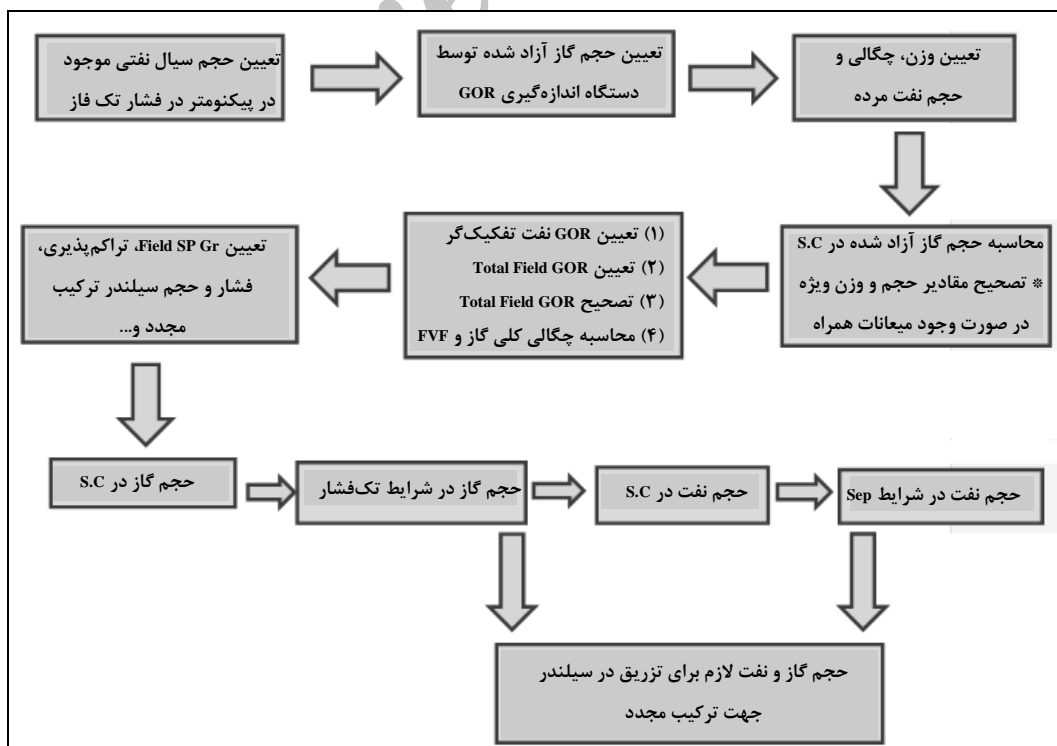 تعیین حجم سیال نفتی موجود
در پیکنومتر در فشار تک فاز
تعیین حجم گاز آزاد شده توسط
دستگاه اندازه‌گیری GOR
تعیین وزن، چگالی و
حجم نفت مرده
محاسبه حجم گاز آزاد شده در S.C
* تصحیح مقادیر حجم و وزن ویژه
در صورت وجود میعانات همراه
(۱) تعیین GOR نفت تفکیک‌گر
(۲) تعیین Total Field GOR
(۳) تصحیح Total Field GOR
(۴) محاسبه چگالی کلی گاز و FVF
تعیین Field SP Gr، تراکم‌پذیری،
فشار و حجم سیلندر ترکیب
مجدد و...
حجم گاز در S.C
حجم گاز در شرایط تک‌فشار
حجم نفت در S.C
حجم نفت در شرایط Sep
حجم گاز و نفت لازم برای تزریق در سیلندر
جهت ترکیب مجدد